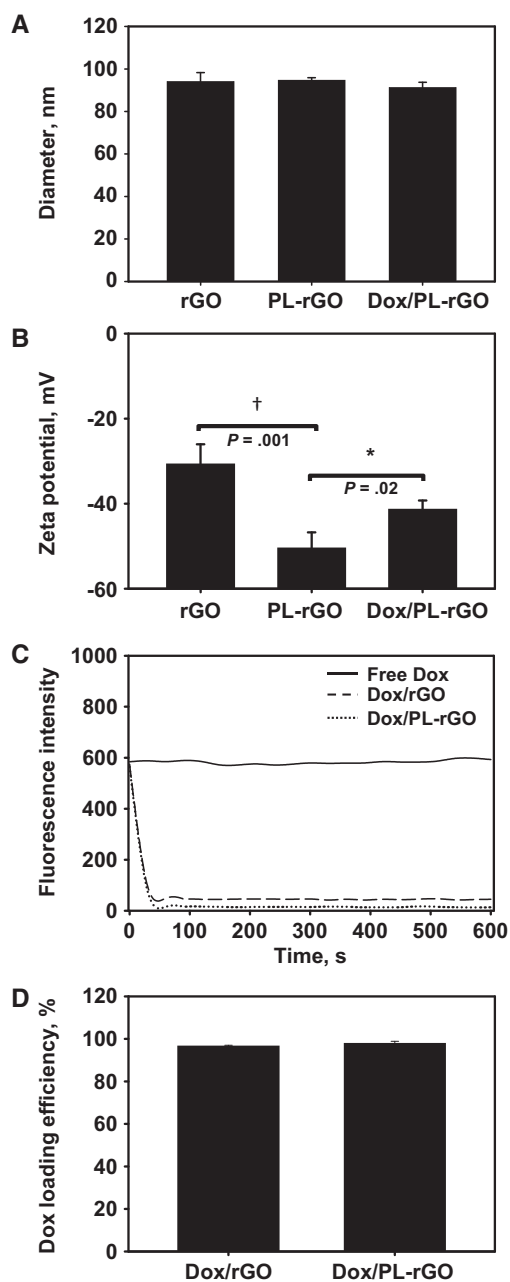 A
Diameter, nm
120
100
80
60
40
20
0
rGO PL-rGO Dox/PL-rGO
B
Zeta potential, mV
0
-20
-40
-60
†
P = .001
*
P = .02
rGO PL-rGO Dox/PL-rGO
C
Fluorescence intensity
1000
800
600
400
200
0
Free Dox
Dox/rGO
Dox/PL-rGO
0 100 200 300 400 500 600
Time, s
D
Dox loading efficiency, %
120
100
80
60
40
20
0
Dox/rGO Dox/PL-rGO